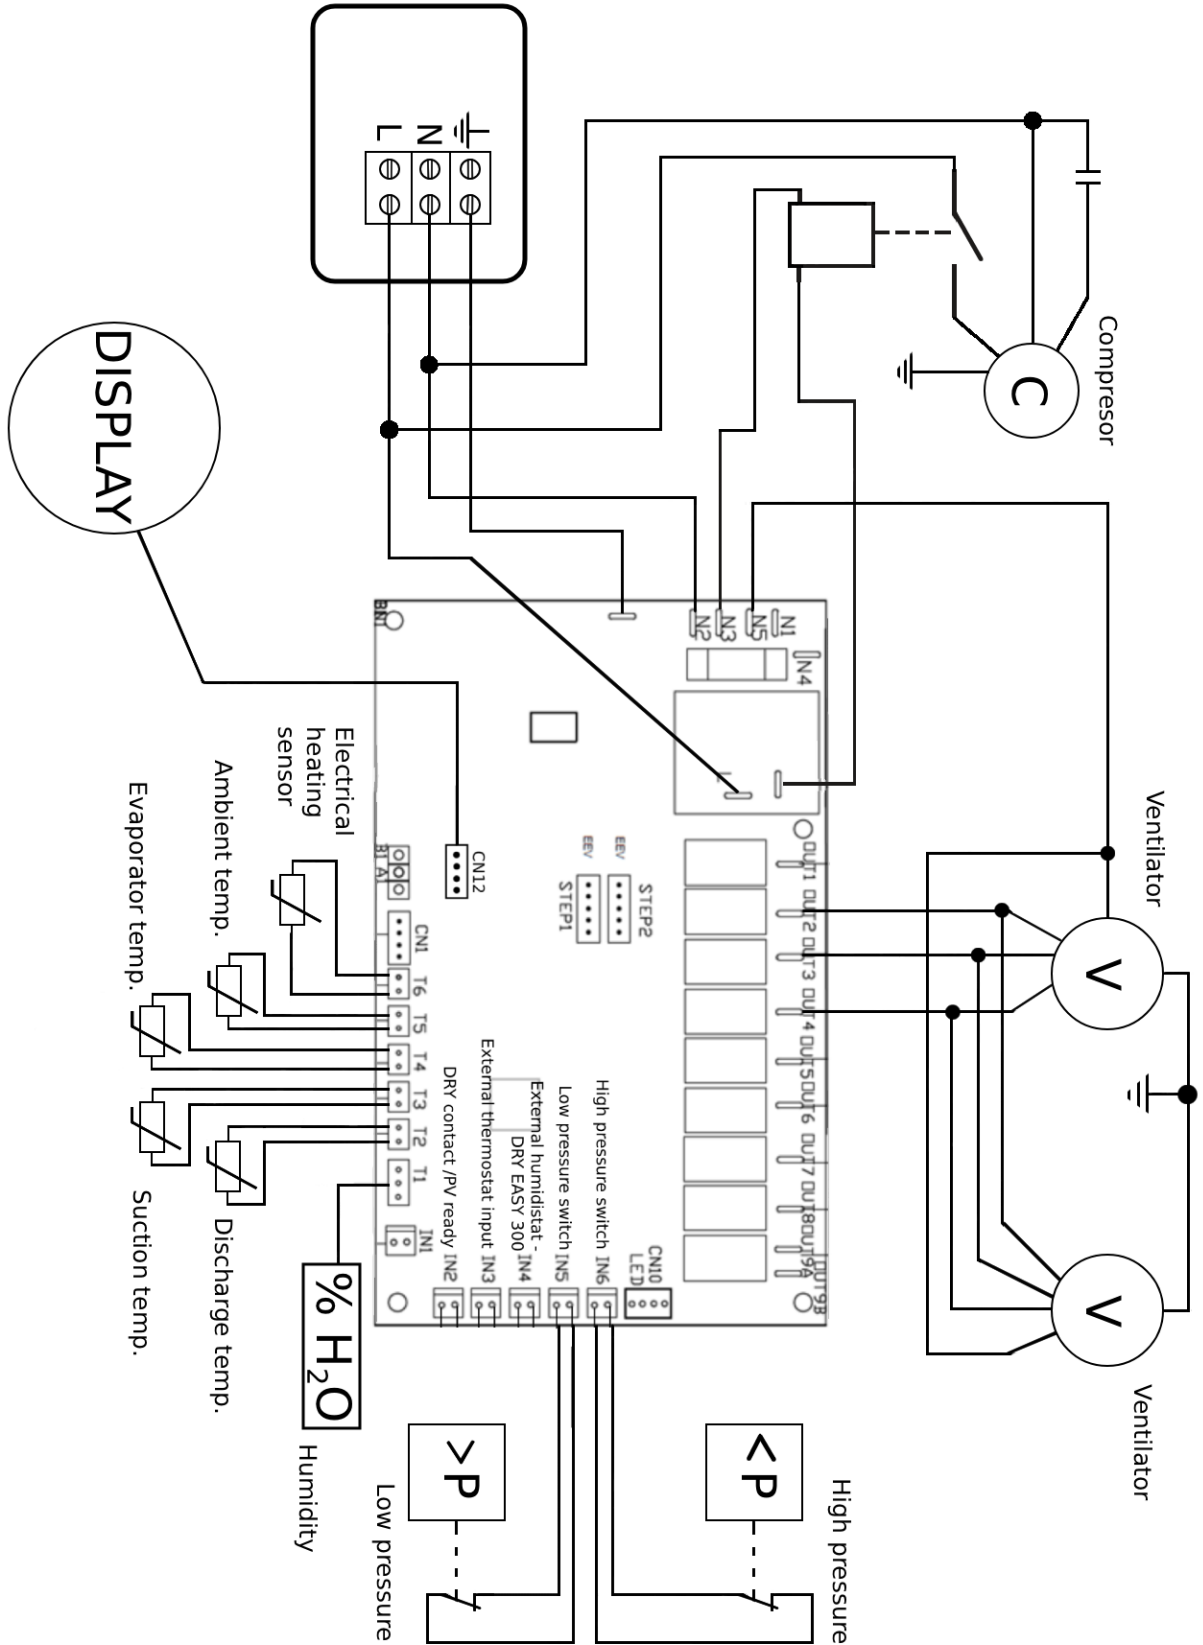 L
N
Compresor
C
DISPLAY
BN1
N2
N3
N5
N1
N4
L
Electrical
heating
sensor
Ambient temp.
Evaporator temp.
CN12
B1 A
EEV
EEV
STEP1
STEP2
OUT1
OUT2
OUT3
OUT4
OUT5
OUT6
OUT7
OUT8
OUT9A
OUT9B
Ventilator
V
V
Ventilator
CN1
T6
T5
T4
T3
T2
T1
IN1
DRY contact /PV ready IN2
External thermostat input IN3
External humidistat -
DRY EASY 300 IN4
Low pressure switch IN5
High pressure switch IN6
CN10
LED
Suction temp.
Discharge temp.
% H2O
Humidity
>P
Low pressure
<P
High pressure